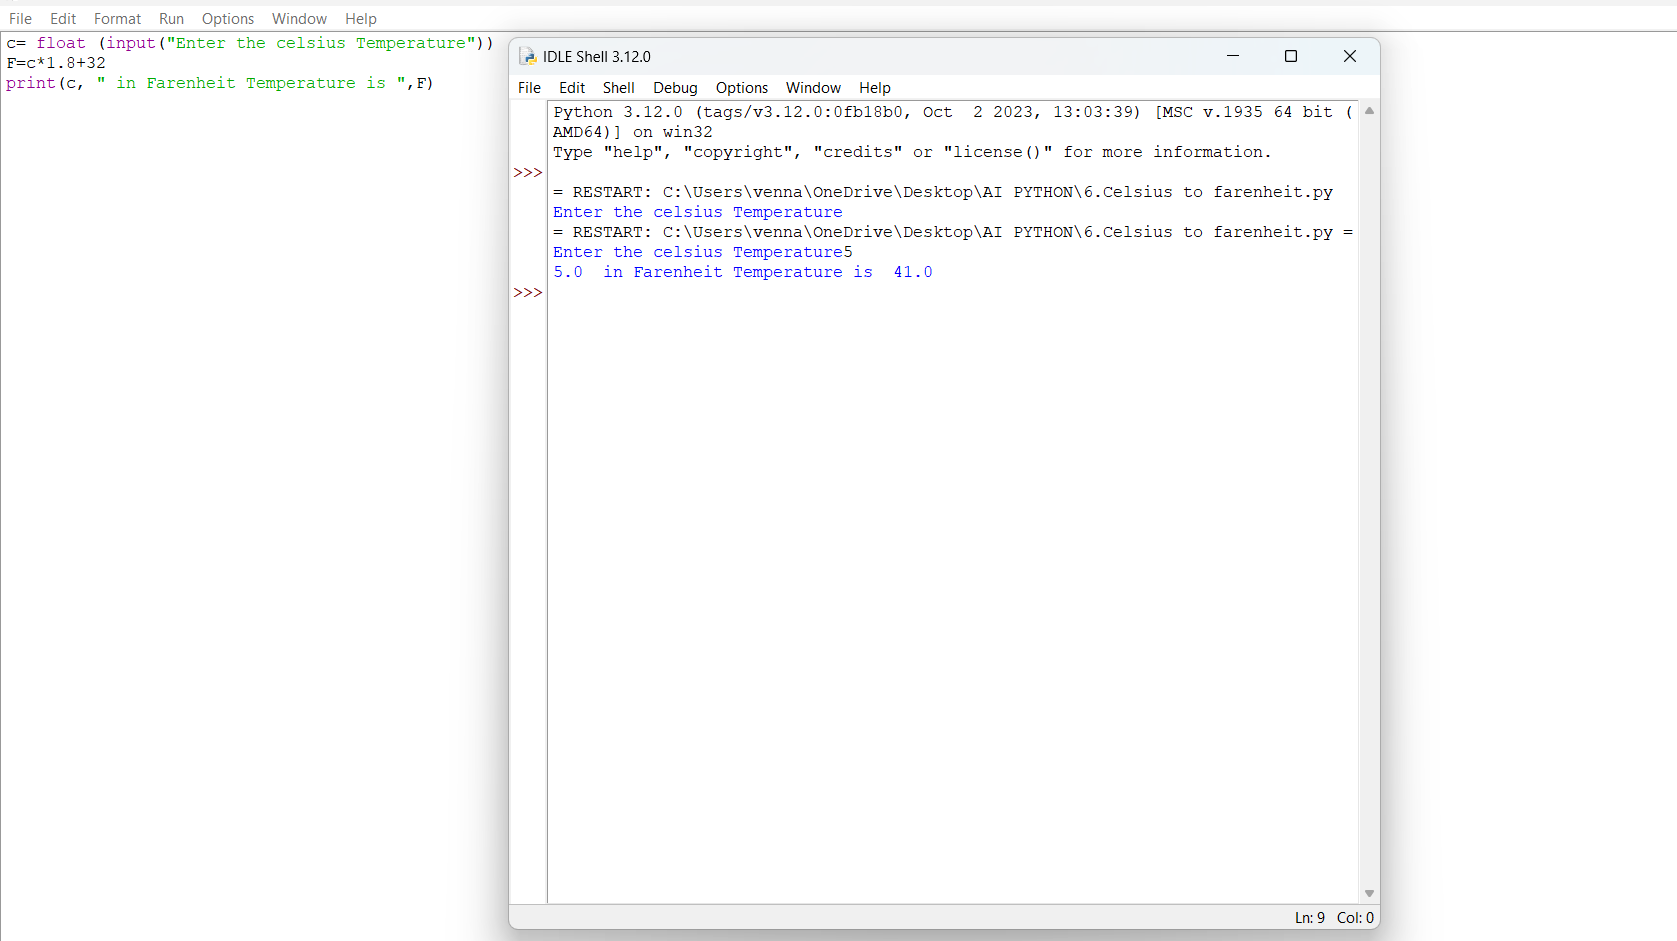 File Edit Format Run Options Window Help
c= float (input("Enter the celsius Temperature"))
F=c*1.8+32
print(c, " in Farenheit Temperature is ",F)
IDLE Shell 3.12.0
File Edit Shell Debug Options Window Help
Python 3.12.0 (tags/v3.12.0:0fb18b0, Oct  2 2023, 13:03:39) [MSC v.1935 64 bit (
AMD64)] on win32
Type "help", "copyright", "credits" or "license()" for more information.
>>>
= RESTART: C:\Users\venna\OneDrive\Desktop\AI PYTHON\6.Celsius to farenheit.py
Enter the celsius Temperature
= RESTART: C:\Users\venna\OneDrive\Desktop\AI PYTHON\6.Celsius to farenheit.py =
Enter the celsius Temperature5
5.0  in Farenheit Temperature is  41.0
>>>
Ln: 9 Col: 0